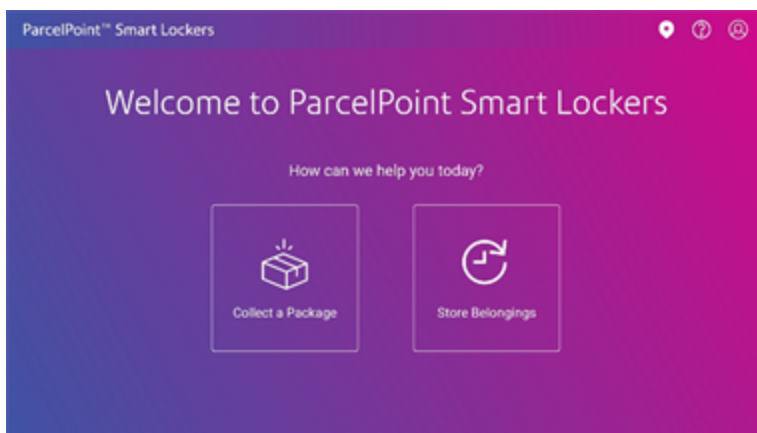 ParcelPoint™ Smart Lockers
Welcome to ParcelPoint Smart Lockers
How can we help you today?
Collect a Package
Store Belongings